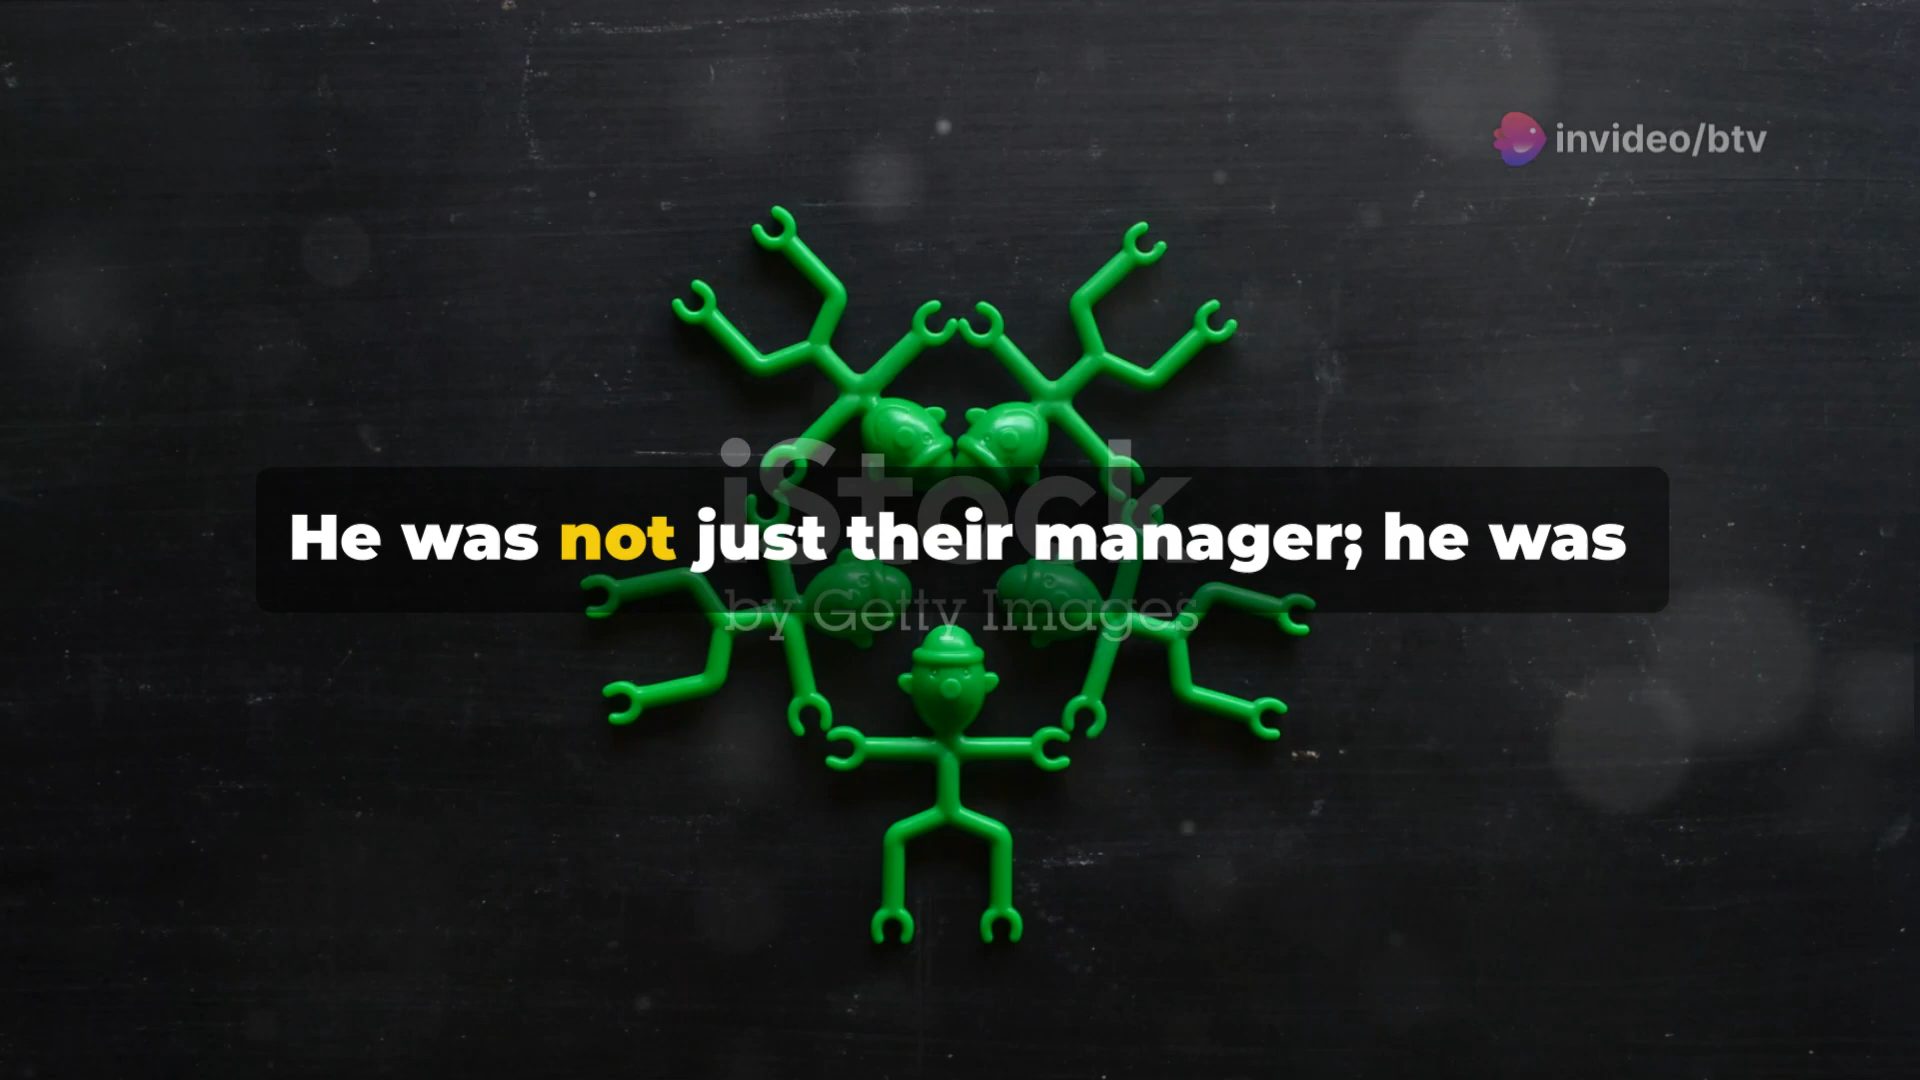 invideo/btv
iStock
He was not just their manager; he was
by Getty Images